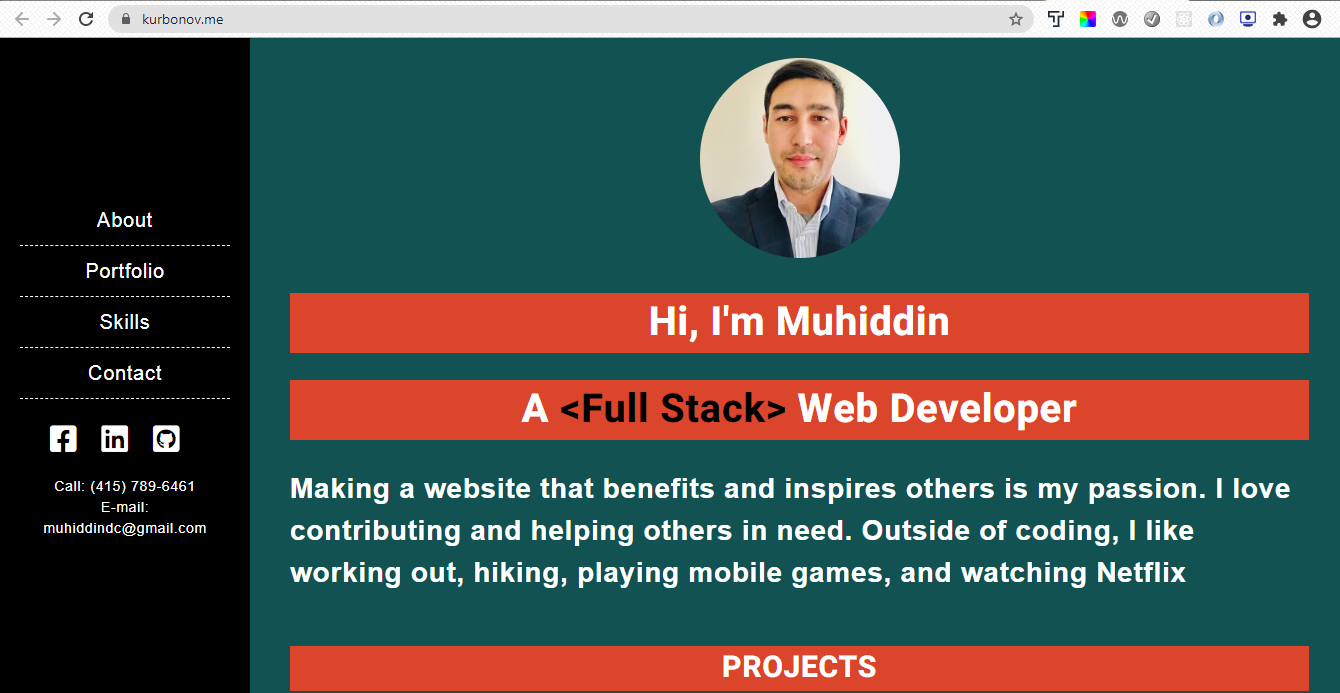 kurbonov.me
About
Portfolio
Skills
Contact
Call: (415) 789-6461
E-mail:
muhiddindc@gmail.com
Hi, I'm Muhiddin
A <Full Stack> Web Developer
Making a website that benefits and inspires others is my passion. I love
contributing and helping others in need. Outside of coding, I like
working out, hiking, playing mobile games, and watching Netflix
PROJECTS